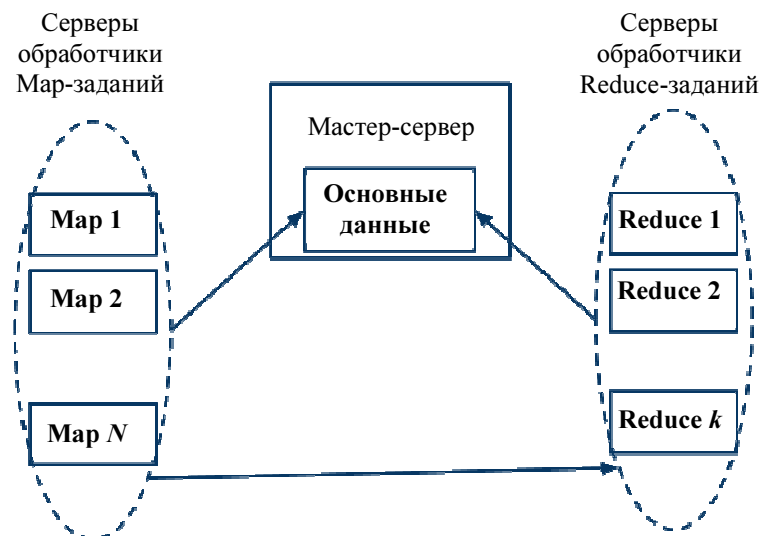 Серверы
обработчики
Map-заданий
Map 1
Map 2
Map N
Мастер-сервер
Основные
данные
Серверы
обработчики
Reduce-заданий
Reduce 1
Reduce 2
Reduce k